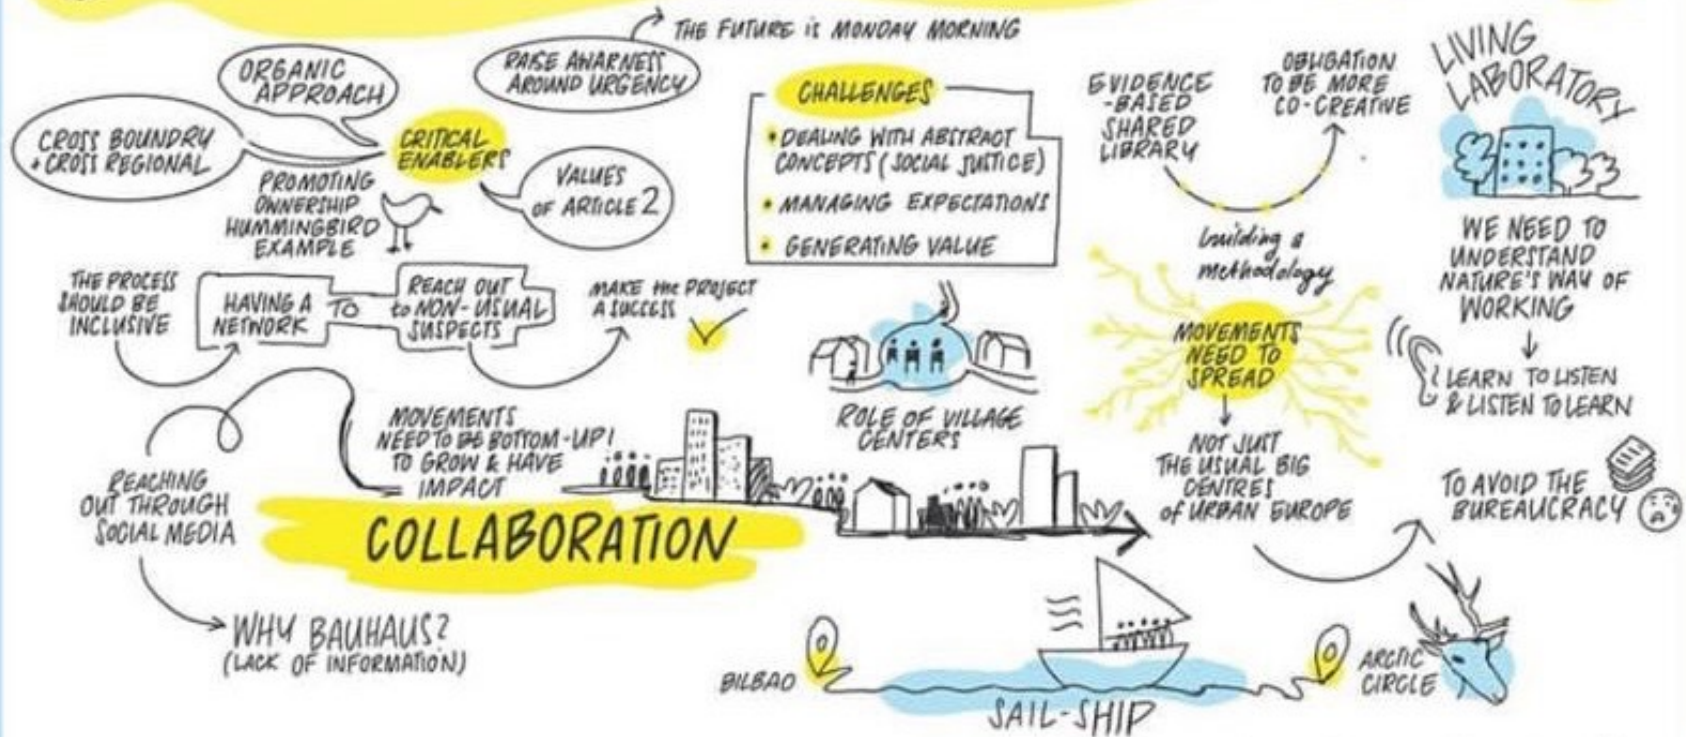 THE FUTURE iS MONDAY MORNING
RAISE AWARNESS
AROUND URGENCY
ORGANIC
APPROACH
CROSS BOUNDRY
+ CROSS REGIONAL
CRITICAL
ENABLERS
VALUES
OF ARTICLE 2
PROMOTING
OWNERSHIP
HUMMINGBIRD
EXAMPLE
CHALLENGES
• DEALING WITH ABSTRACT
CONCEPTS (SOCIAL JUSTICE)
• MANAGING EXPECTATIONS
• GENERATING VALUE
EVIDENCE
-BASED
SHARED
LIBRARY
OBLIGATION
TO BE MORE
CO-CREATIVE
building a
methodology
LIVING
LABORATORY
WE NEED TO
UNDERSTAND
NATURE'S WAY OF
WORKING
LEARN TO LISTEN
& LISTEN TO LEARN
THE PROCESS
SHOULD BE
INCLUSIVE
HAVING A
NETWORK
TO
REACH OUT
to NON-USUAL
SUSPECTS
MAKE the PROJECT
A SUCCESS
ROLE OF VILLAGE
CENTERS
MOVEMENTS
NEED TO
SPREAD
NOT JUST
THE USUAL BIG
CENTRES
of URBAN EUROPE
TO AVOID THE
BUREAUCRACY
MOVEMENTS
NEED TO BE BOTTOM-UP!
TO GROW & HAVE
IMPACT
REACHING
OUT THROUGH
SOCIAL MEDIA
COLLABORATION
WHY BAUHAUS?
(LACK OF INFORMATION)
BILBAO
SAIL-SHIP
ARCTIC
CIRCLE